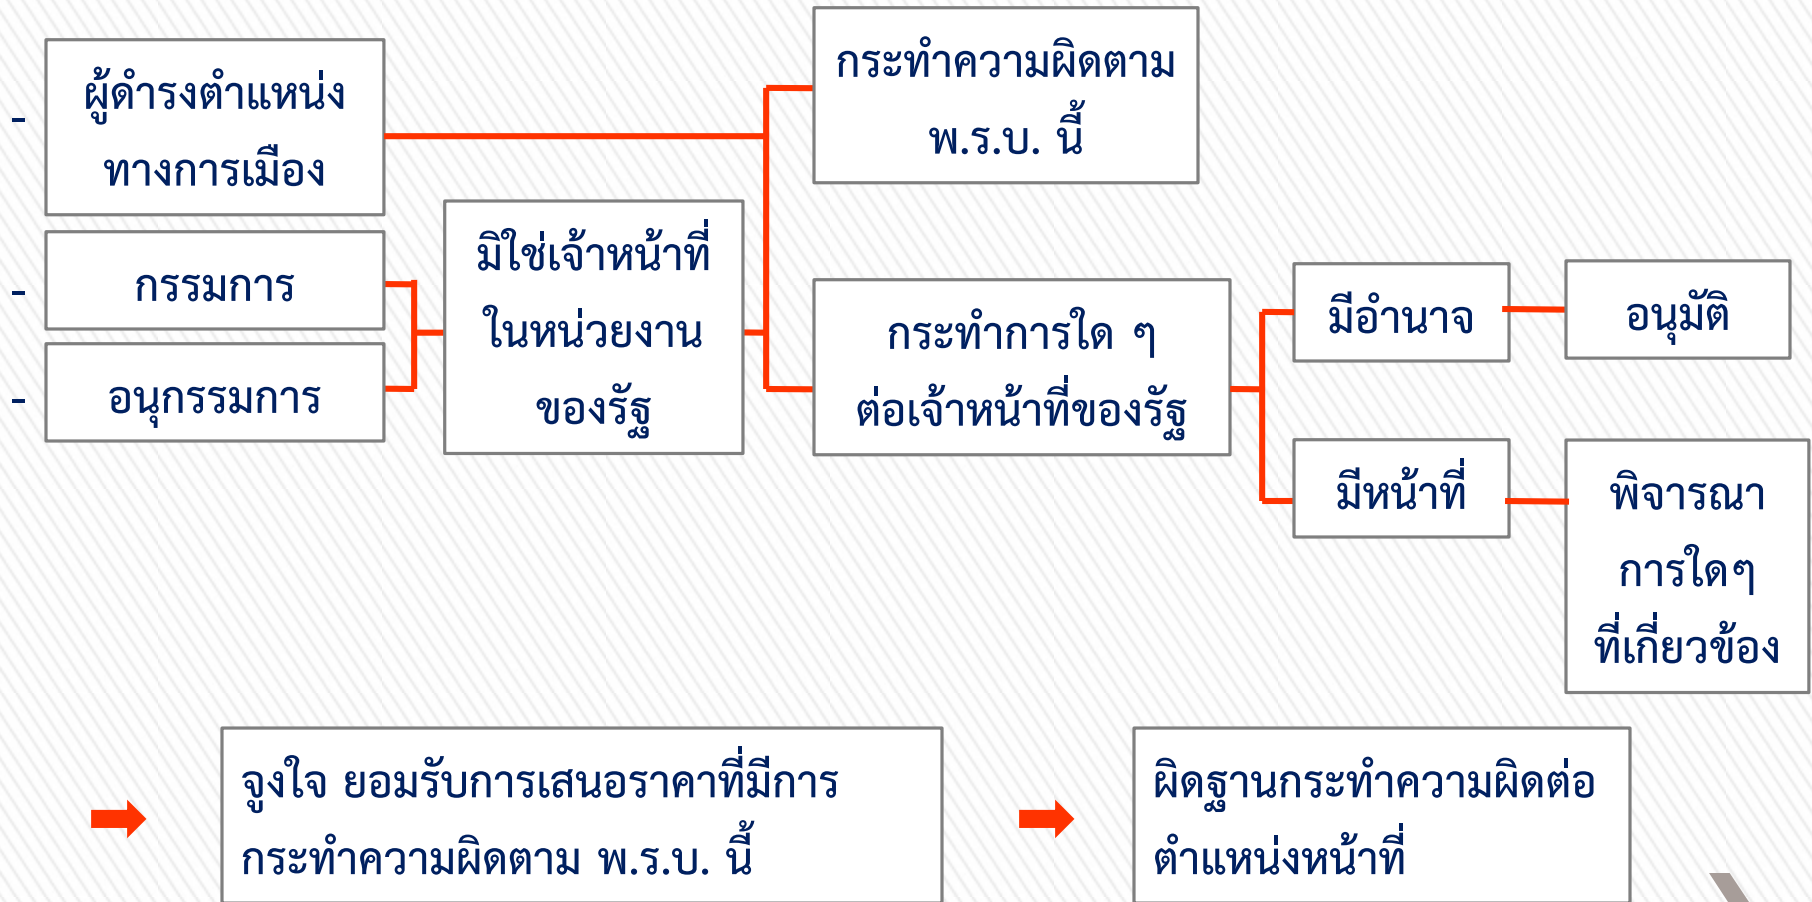 - ผู้ดำรงตำแหน่ง
ทางการเมือง
- กรรมการ
- อนุกรรมการ
มิใช่เจ้าหน้าที่
ในหน่วยงาน
ของรัฐ
กระทำความผิดตาม
พ.ร.บ. นี้
กระทำการใด ๆ
ต่อเจ้าหน้าที่ของรัฐ
มีอำนาจ
อนุมัติ
มีหน้าที่
พิจารณา
การใดๆ
ที่เกี่ยวข้อง
จูงใจ ยอมรับการเสนอราคาที่มีการ
กระทำความผิดตาม พ.ร.บ. นี้
ผิดฐานกระทำความผิดต่อ
ตำแหน่งหน้าที่